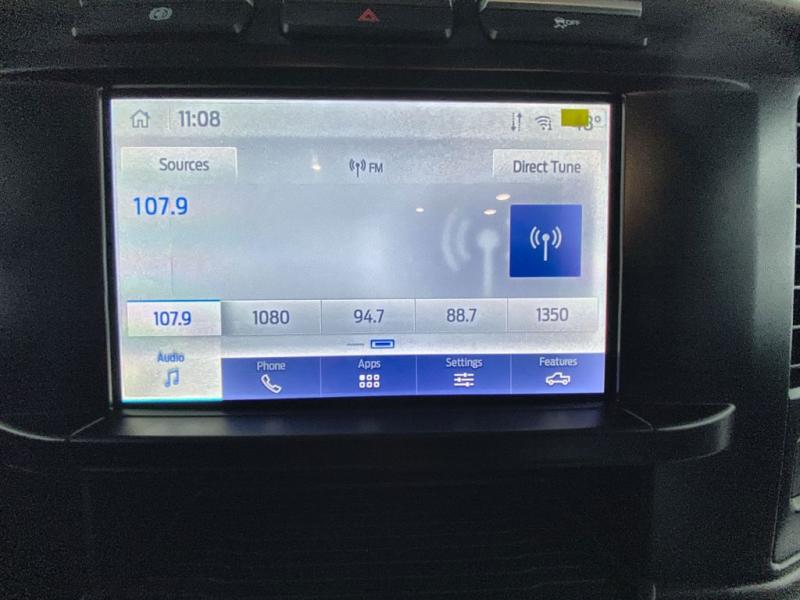 OFF
11:08
Sources
FM
Direct Tune
107.9
107.9 1080 94.7 88.7 1350
Audio Phone Apps Settings Features